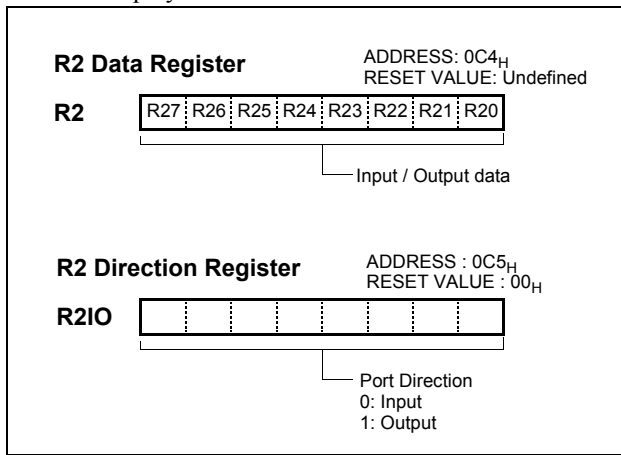 R2 Data Register
ADDRESS: 0C4H
RESET VALUE: Undefined
R2
R27 R26 R25 R24 R23 R22 R21 R20
Input / Output data
R2 Direction Register
ADDRESS : 0C5H
RESET VALUE : 00H
R2IO
Port Direction
0: Input
1: Output